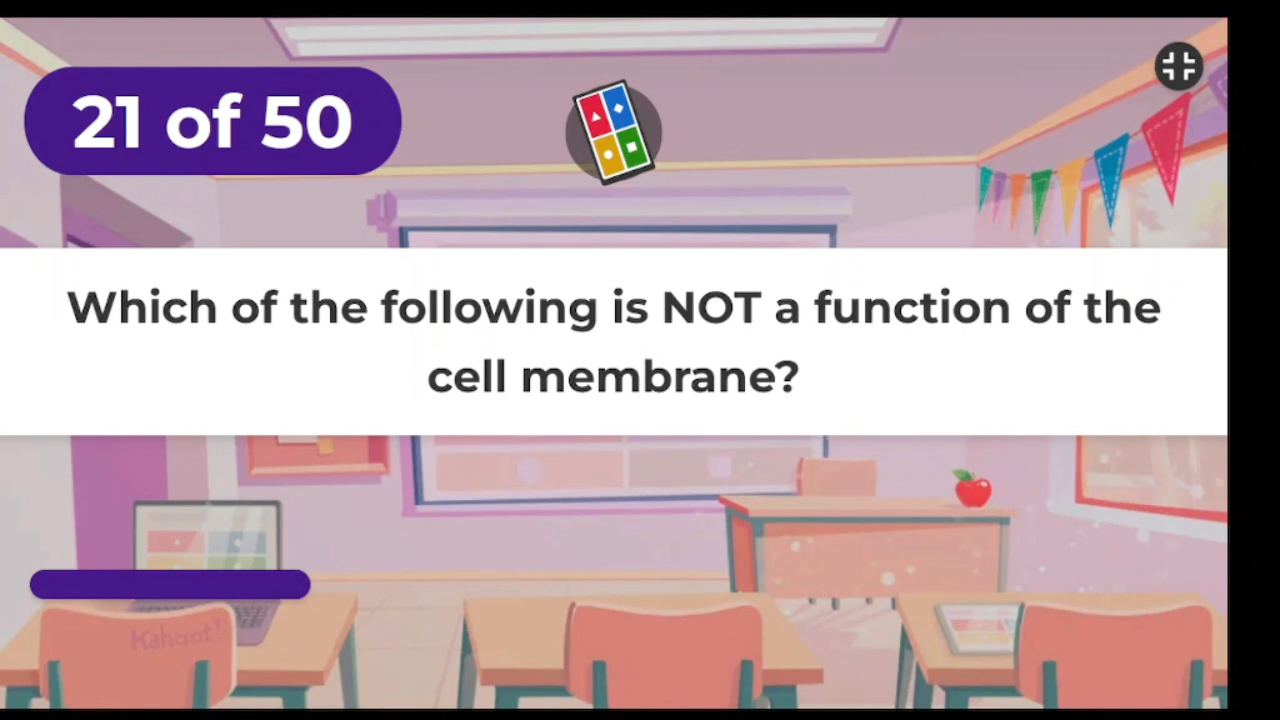 21 of 50
Which of the following is NOT a function of the
cell membrane?
Kahoot!